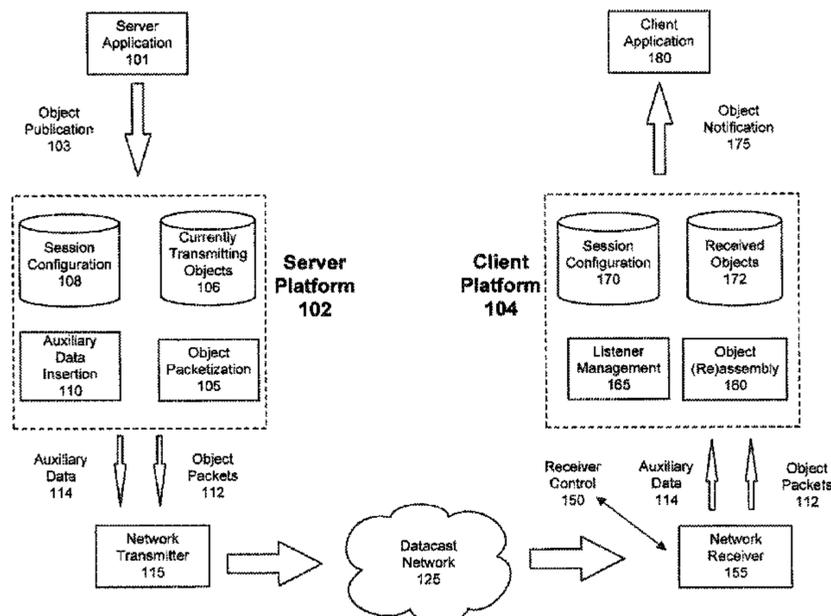 Server
Application
101
Client
Application
180
Object
Publication
103
Object
Notification
175
Session
Configuration
108
Currently
Transmitting
Objects
106
Server
Platform
102
Client
Platform
104
Session
Configuration
170
Received
Objects
172
Auxiliary
Data
Insertion
110
Object
Packetization
105
Listener
Management
165
Object
(Re)assembly
160
Auxiliary
Data
114
Object
Packets
112
Receiver
Control
150
Auxiliary
Data
114
Object
Packets
112
Network
Transmitter
115
Datacast
Network
125
Network
Receiver
155